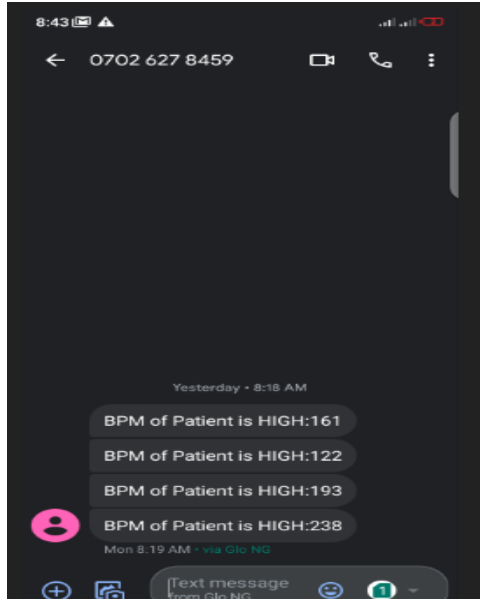 8:43
0702 627 8459
Yesterday • 8:18 AM
BPM of Patient is HIGH:161
BPM of Patient is HIGH:122
BPM of Patient is HIGH:193
BPM of Patient is HIGH:238
Mon 8:19 AM • via Glo NG
Text message
from Glo NG
1